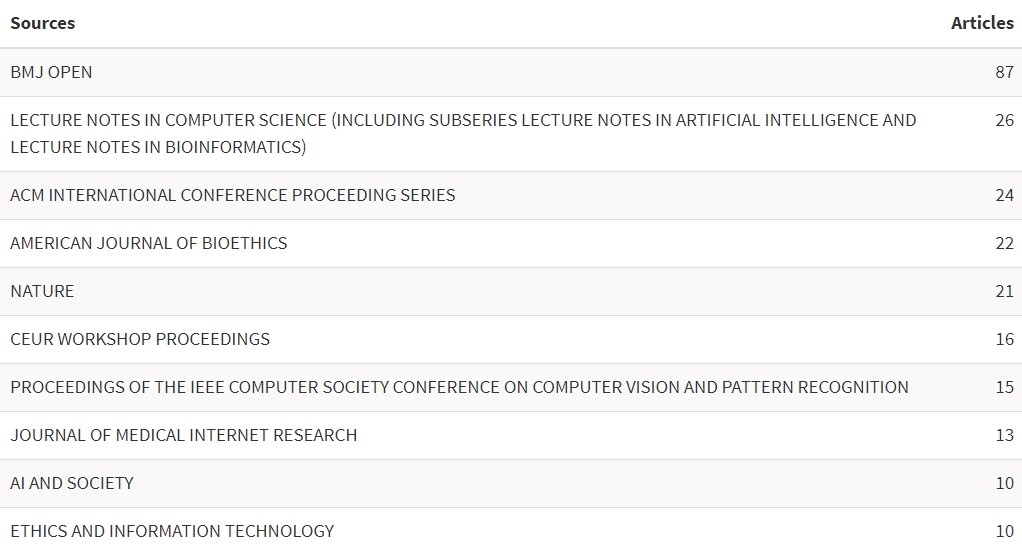 Sources Articles
BMJ OPEN 87
LECTURE NOTES IN COMPUTER SCIENCE (INCLUDING SUBSERIES LECTURE NOTES IN ARTIFICIAL INTELLIGENCE AND 26
LECTURE NOTES IN BIOINFORMATICS)
ACM INTERNATIONAL CONFERENCE PROCEEDING SERIES 24
AMERICAN JOURNAL OF BIOETHICS 22
NATURE 21
CEUR WORKSHOP PROCEEDINGS 16
PROCEEDINGS OF THE IEEE COMPUTER SOCIETY CONFERENCE ON COMPUTER VISION AND PATTERN RECOGNITION 15
JOURNAL OF MEDICAL INTERNET RESEARCH 13
AI AND SOCIETY 10
ETHICS AND INFORMATION TECHNOLOGY 10